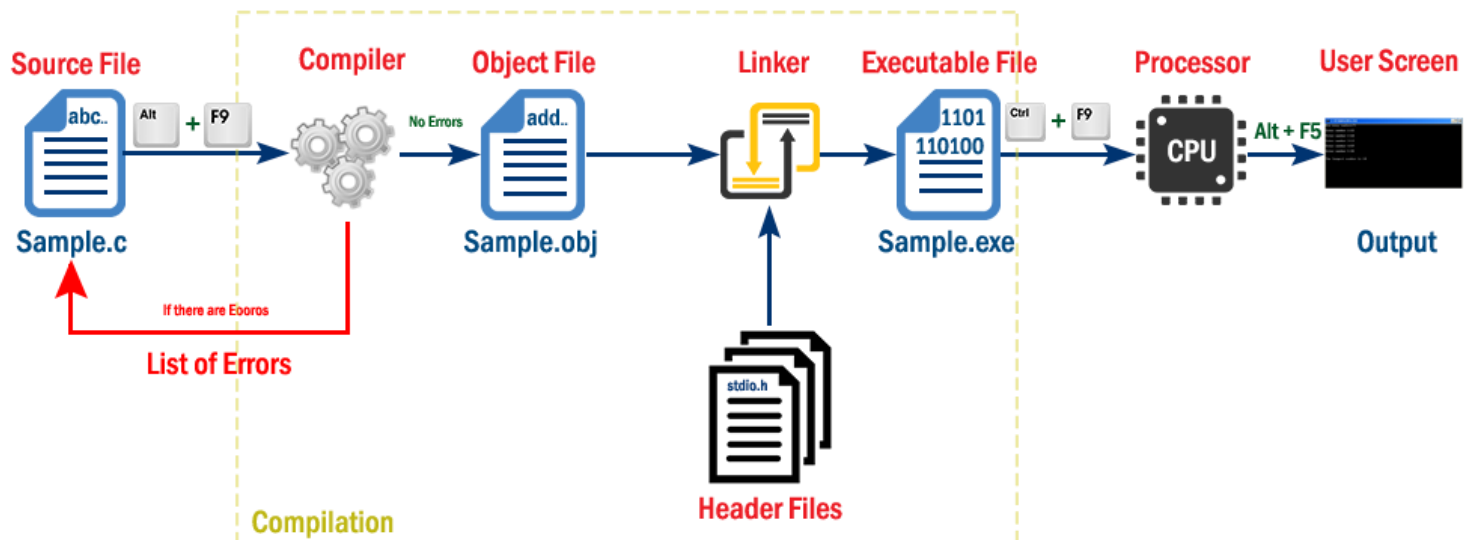 Source File
Compiler
Object File
Linker
Executable File
Processor
User Screen
abc..
Alt + F9
No Errors
add..
1101
110100
Ctrl + F9
CPU
Alt + F5
Sample.c
Sample.obj
Sample.exe
Output
If there are Eooros
List of Errors
stdio.h
Header Files
Compilation